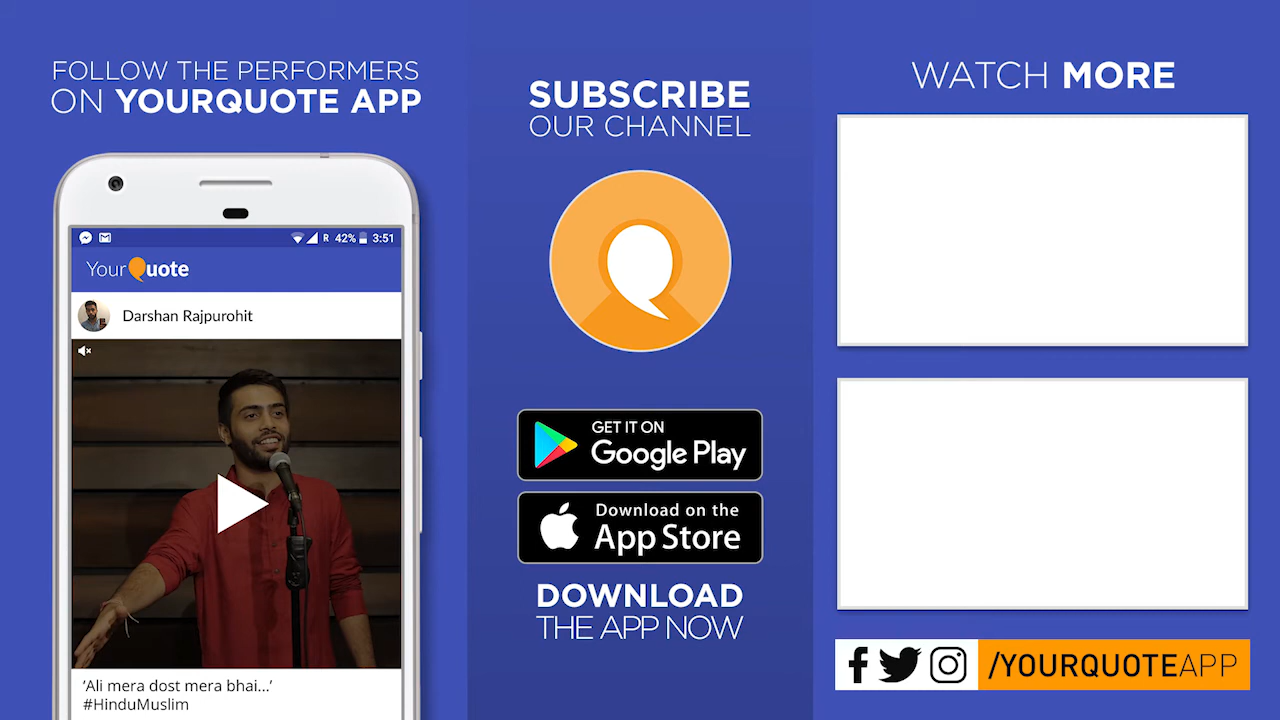 FOLLOW THE PERFORMERS
ON YOURQUOTE APP
R 42% 3:51
YourQuote
Darshan Rajpurohit
‘Ali mera dost mera bhai...’
#HinduMuslim
SUBSCRIBE
OUR CHANNEL
GET IT ON
Google Play
Download on the
App Store
DOWNLOAD
THE APP NOW
WATCH MORE
/YOURQUOTEAPP